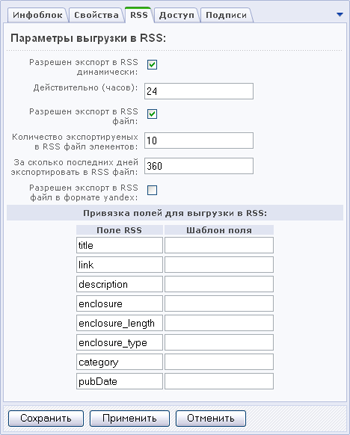 Инфоблок Свойства RSS Доступ Подписи
Параметры выгрузки в RSS:
Разрешен экспорт в RSS
динамически:
Действительно (часов): 24
Разрешен экспорт в RSS
файл:
Количество экспортируемых
в RSS файл элементов: 10
За сколько последних дней
экспортировать в RSS файл: 360
Разрешен экспорт в RSS
файл в формате yandex:
Привязка полей для выгрузки в RSS:
Поле RSS Шаблон поля
title
link
description
enclosure
enclosure_length
enclosure_type
category
pubDate
Сохранить Применить Отменить